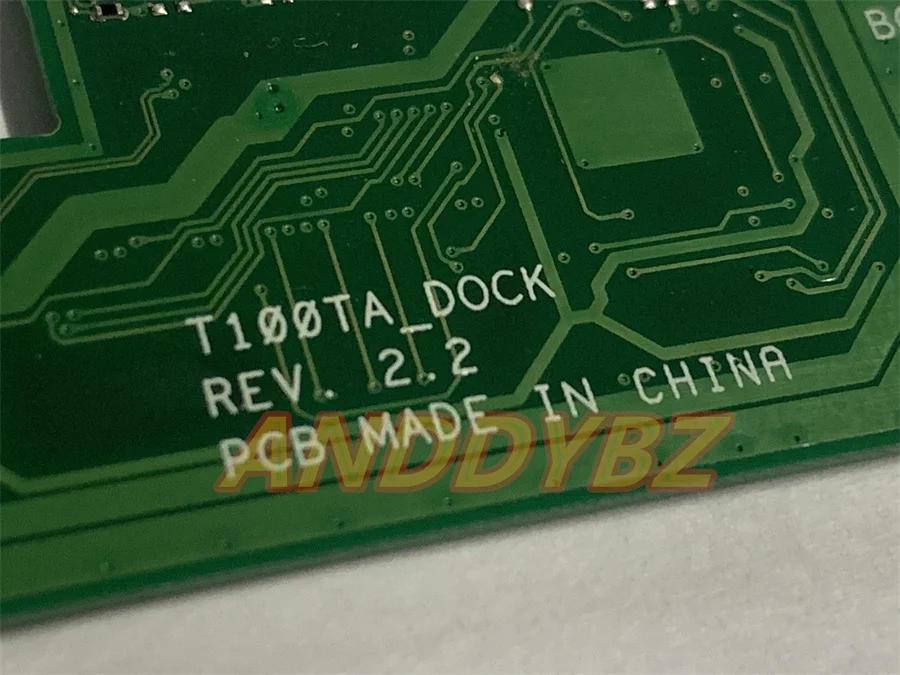 T100TA_DOCK
REV. 2.2
PCB MADE IN CHINA
ANDDYBZ